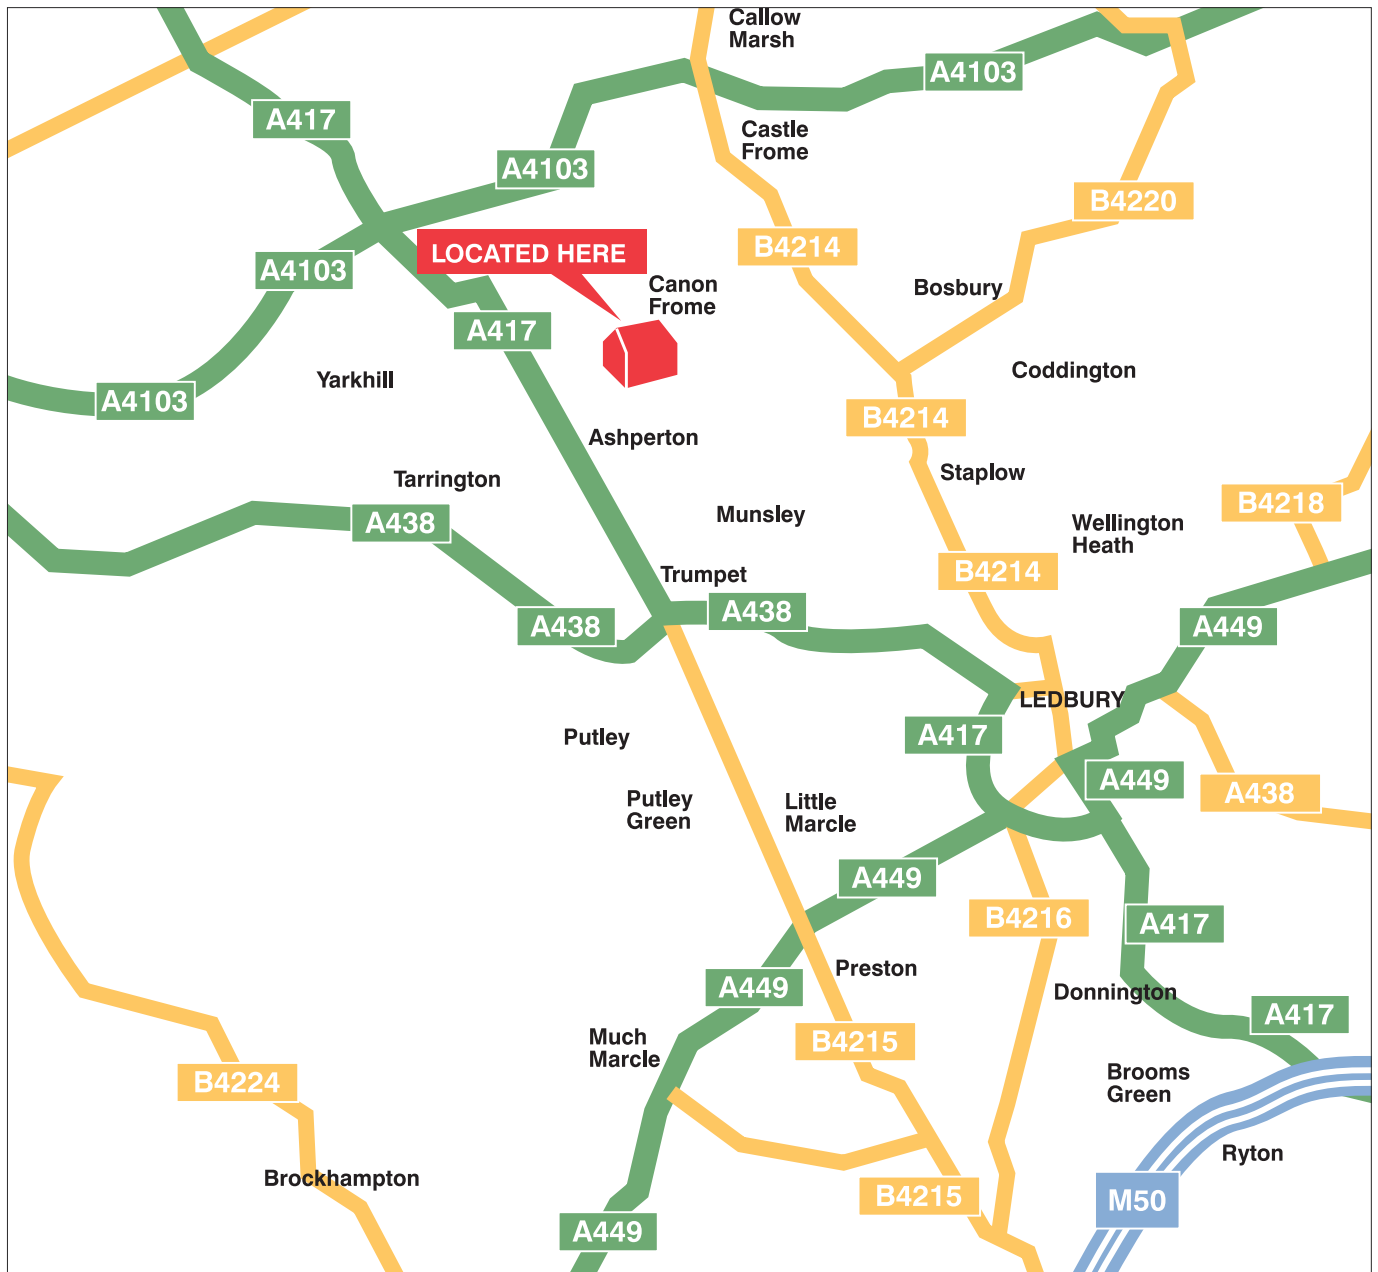 Callow
Marsh
A4103
A417
Castle
Frome
A4103
B4220
B4214
LOCATED HERE
A4103
Canon
Frome
Bosbury
A417
Coddington
Yarkhill
A4103
B4214
Ashperton
Staplow
Tarrington
B4218
Munsley
A438
Wellington
Heath
B4214
Trumpet
A438
A438
A449
LEDBURY
A417
Putley
A449
A438
Putley
Green
Little
Marcle
A449
B4216
A417
Preston
A449
Donnington
A417
Much
Marcle
B4215
B4224
Brooms
Green
Ryton
Brockhampton
B4215
M50
A449